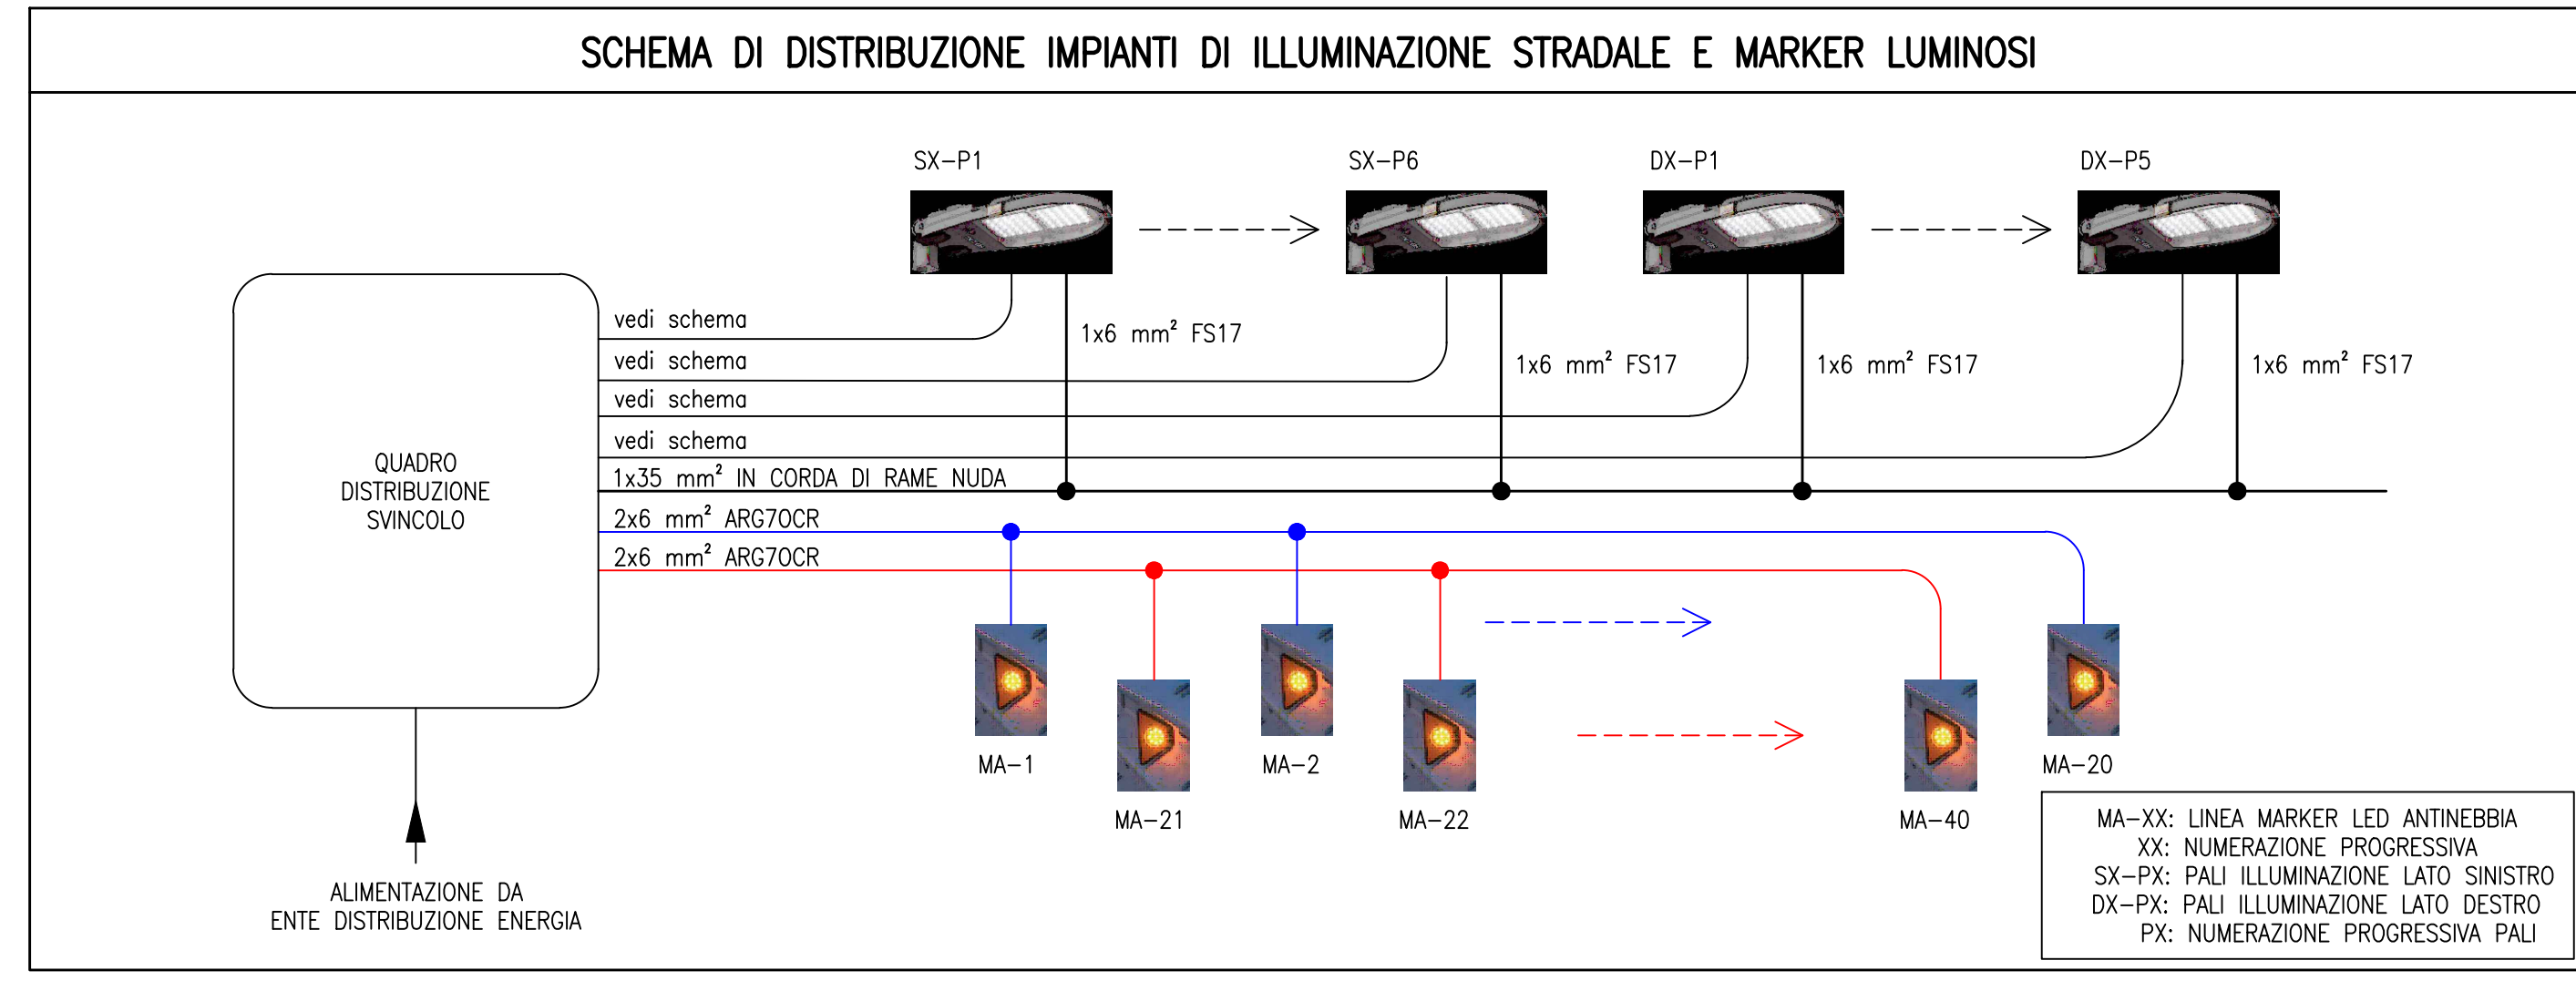 SCHEMA DI DISTRIBUZIONE IMPIANTI DI ILLUMINAZIONE STRADALE E MARKER LUMINOSI
SX-P1
SX-P6
DX-P1
DX-P5
vedi schema
1x6 mm² FS17
vedi schema
1x6 mm² FS17
1x6 mm² FS17
1x6 mm² FS17
vedi schema
vedi schema
1x35 mm² IN CORDA DI RAME NUDA
2x6 mm² ARG7OCR
2x6 mm² ARG7OCR
QUADRO
DISTRIBUZIONE
SVINCOLO
MA-1
MA-2
MA-20
MA-21
MA-22
MA-40
ALIMENTAZIONE DA
ENTE DISTRIBUZIONE ENERGIA
MA-XX: LINEA MARKER LED ANTINEBBIA
XX: NUMERAZIONE PROGRESSIVA
SX-PX: PALI ILLUMINAZIONE LATO SINISTRO
DX-PX: PALI ILLUMINAZIONE LATO DESTRO
PX: NUMERAZIONE PROGRESSIVA PALI